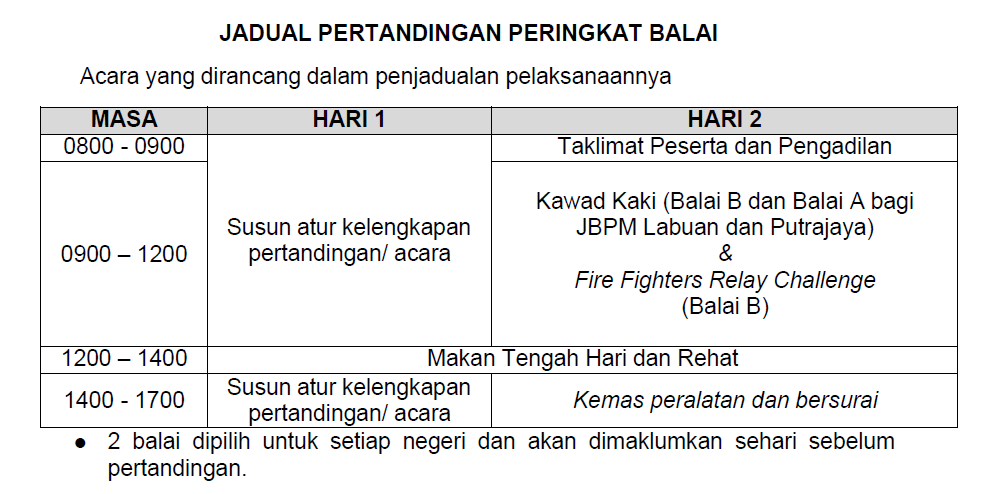 JADUAL PERTANDINGAN PERINGKAT BALAI
Acara yang dirancang dalam penjadualan pelaksanaannya
MASA HARI 1 HARI 2
0800 - 0900 Taklimat Peserta dan Pengadilan
0900 – 1200
Susun atur kelengkapan
pertandingan/ acara
Kawad Kaki (Balai B dan Balai A bagi
JBPM Labuan dan Putrajaya)
&
Fire Fighters Relay Challenge
(Balai B)
1200 – 1400 Makan Tengah Hari dan Rehat
1400 - 1700
Susun atur kelengkapan
pertandingan/ acara
Kemas peralatan dan bersurai
● 2 balai dipilih untuk setiap negeri dan akan dimaklumkan sehari sebelum
pertandingan.